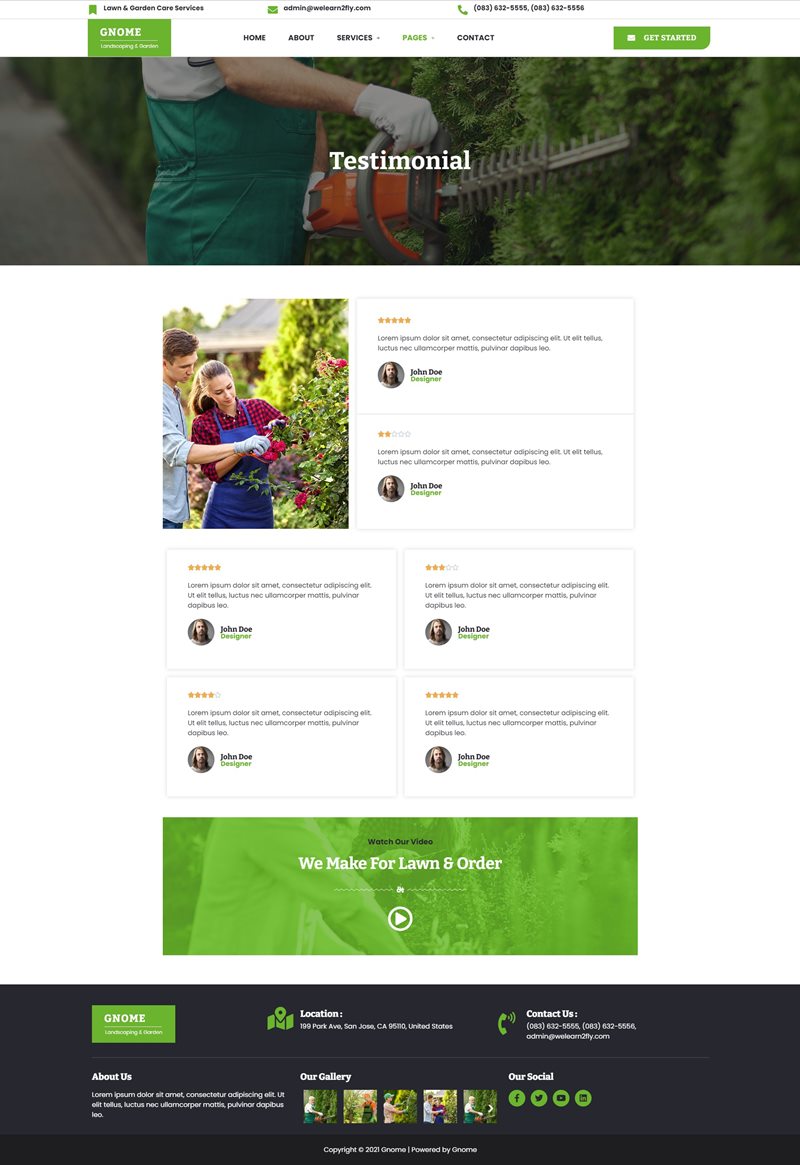 Lawn & Garden Care Services
admin@welearn2fly.com
(083) 632-5555, (083) 632-5556
GNOME
Landscoping & Garden
HOME
ABOUT
SERVICES
PAGES
CONTACT
GET STARTED
Testimonial
Lorem ipsum dolor sit amet, consectetur adipiscing elit. Ut elit tellus,
luctus nec ullamcorper mattis, pulvinar dapibus leo.
John Doe
Designer
Lorem ipsum dolor sit amet, consectetur adipiscing elit. Ut elit tellus,
luctus nec ullamcorper mattis, pulvinar dapibus leo.
John Doe
Designer
Lorem ipsum dolor sit amet, consectetur adipiscing elit.
Ut elit tellus, luctus nec ullamcorper mattis, pulvinar
dapibus leo.
John Doe
Designer
Lorem ipsum dolor sit amet, consectetur adipiscing elit.
Ut elit tellus, luctus nec ullamcorper mattis, pulvinar
dapibus leo.
John Doe
Designer
Lorem ipsum dolor sit amet, consectetur adipiscing elit.
Ut elit tellus, luctus nec ullamcorper mattis, pulvinar
dapibus leo.
John Doe
Designer
Lorem ipsum dolor sit amet, consectetur adipiscing elit.
Ut elit tellus, luctus nec ullamcorper mattis, pulvinar
dapibus leo.
John Doe
Designer
Watch Our Video
We Make For Lawn & Order
&
GNOME
Landscoping & Garden
Location :
199 Park Ave, San Jose, CA 95110, United States
Contact Us :
(083) 632-5555, (083) 632-5556,
admin@welearn2fly.com
About Us
Lorem ipsum dolor sit amet, consectetur adipiscing elit. Ut
elit tellus, luctus nec ullamcorper mattis, pulvinar dapibus
leo.
Our Gallery
Our Social
Copyright © 2021 Gnome | Powered by Gnome